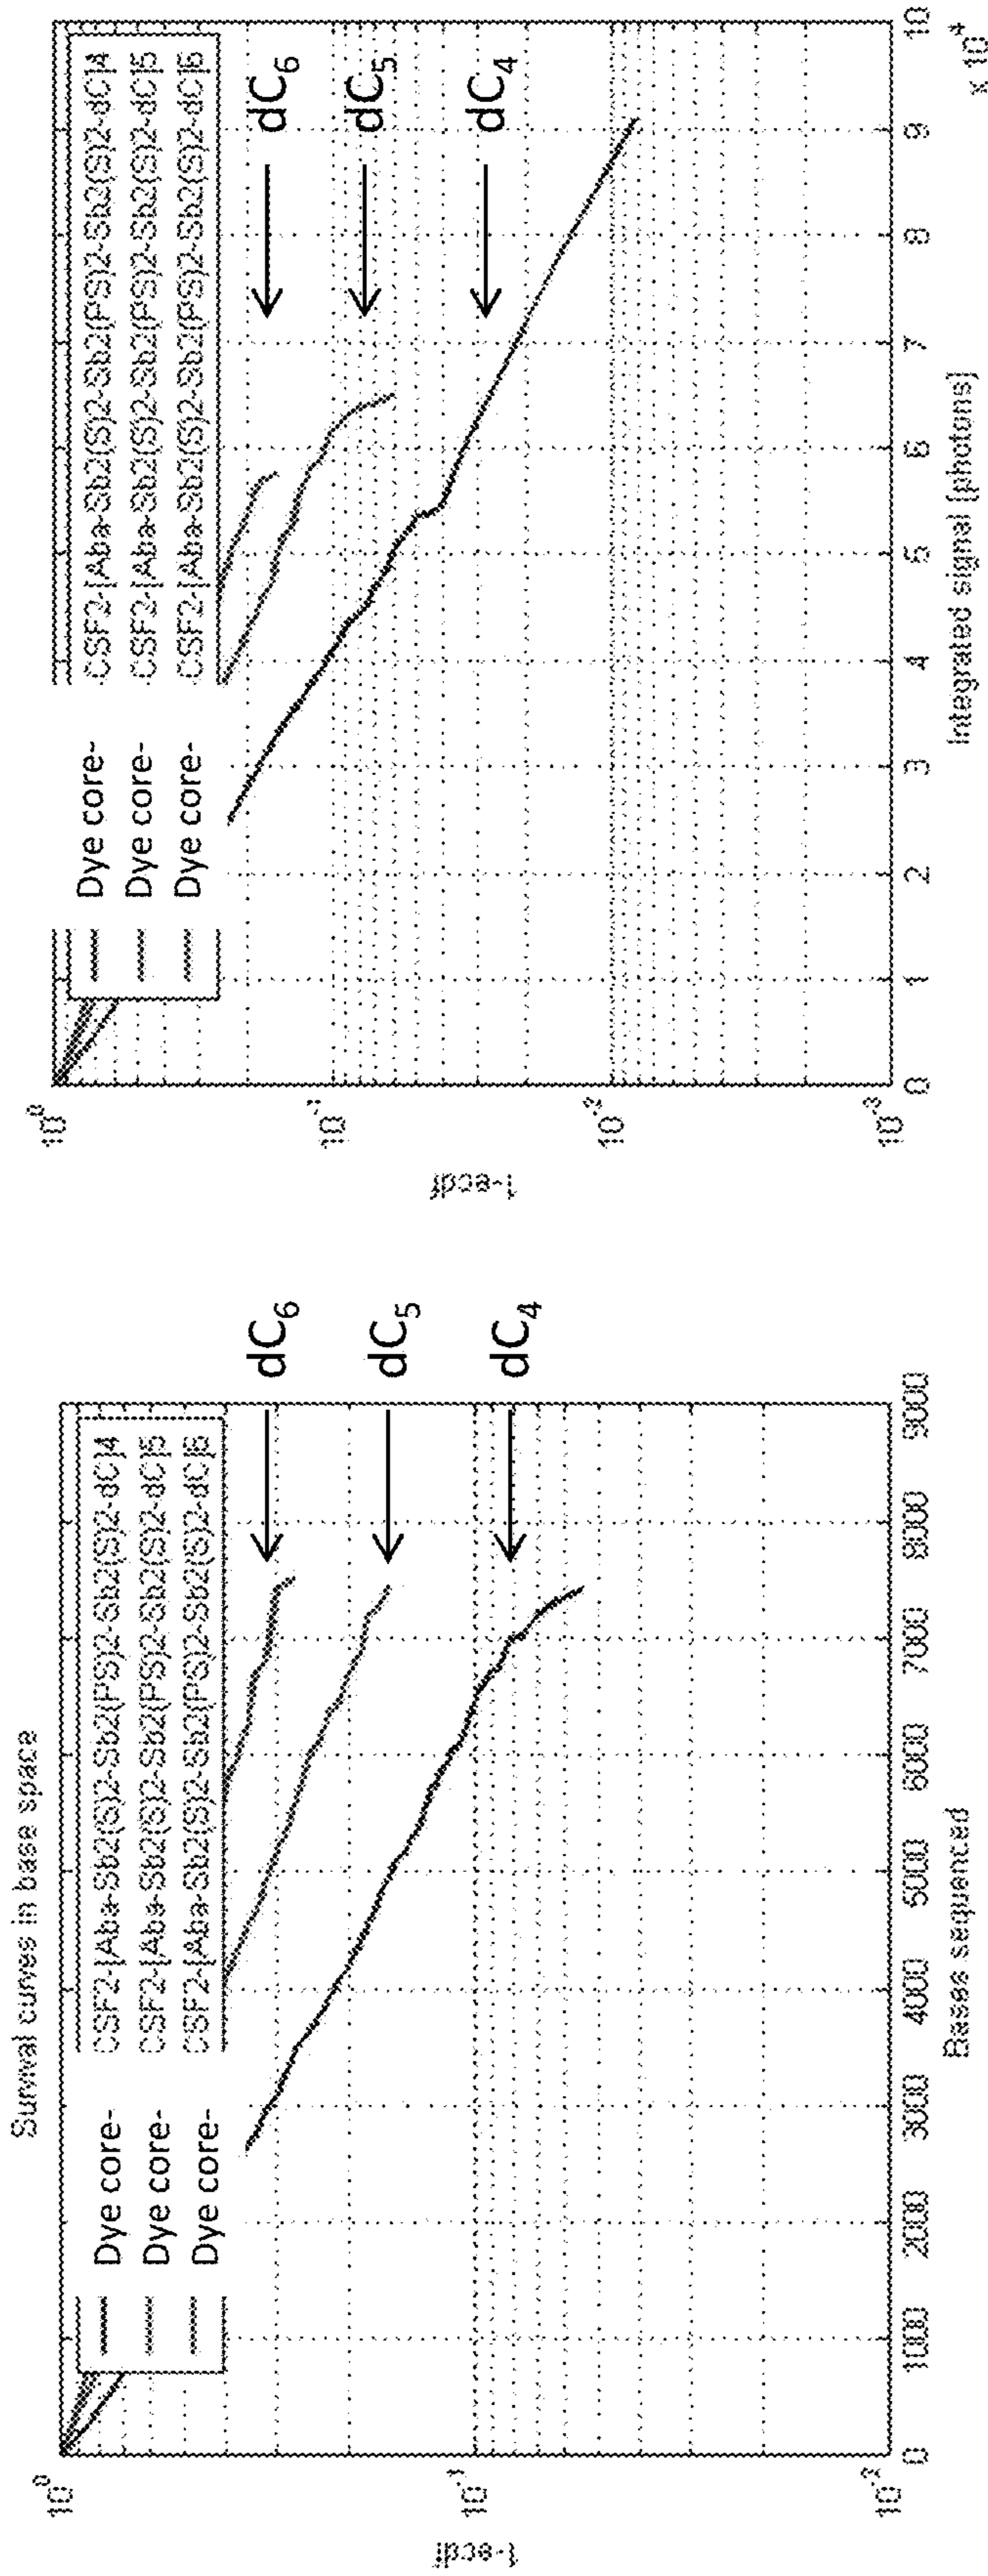 Survival curves in base space
Dye core- CSF2-[Aba-Sb2(S)2-Sb2(PS)2-Sb2(S)2-dC]4
Dye core- CSF2-[Aba-Sb2(S)2-Sb2(PS)2-Sb2(S)2-dC]5
Dye core- CSF2-[Aba-Sb2(S)2-Sb2(PS)2-Sb2(S)2-dC]6
dC6
dC5
dC4
10^0
10^-1
10^-2
1-ecdf
0 1000 2000 3000 4000 5000 6000 7000 8000 9000
Bases sequenced
Dye core- CSF2-[Aba-Sb2(S)2-Sb2(PS)2-Sb2(S)2-dC]4
Dye core- CSF2-[Aba-Sb2(S)2-Sb2(PS)2-Sb2(S)2-dC]5
Dye core- CSF2-[Aba-Sb2(S)2-Sb2(PS)2-Sb2(S)2-dC]6
dC6
dC5
dC4
10^0
10^-1
10^-2
10^-3
1-ecdf
0 1 2 3 4 5 6 7 8 9 10
x 10^4
Integrated signal [photons]